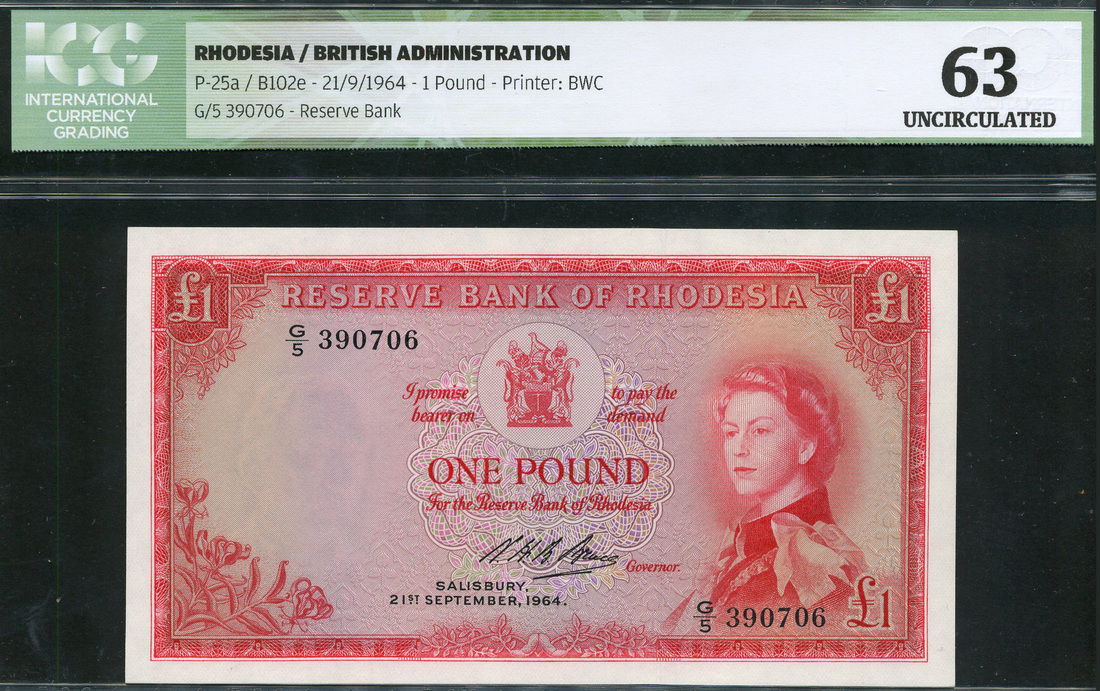 ICG
INTERNATIONAL
CURRENCY
GRADING
RHODESIA / BRITISH ADMINISTRATION
P-25a / B102e - 21/9/1964 - 1 Pound - Printer: BWC
G/5 390706 - Reserve Bank
63
UNCIRCULATED
£1 RESERVE BANK OF RHODESIA £1
G/5 390706
I promise to pay the
bearer on demand
ONE POUND
For the Reserve Bank of Rhodesia
Governor.
SALISBURY,
21ST SEPTEMBER, 1964.
G/5 390706 £1